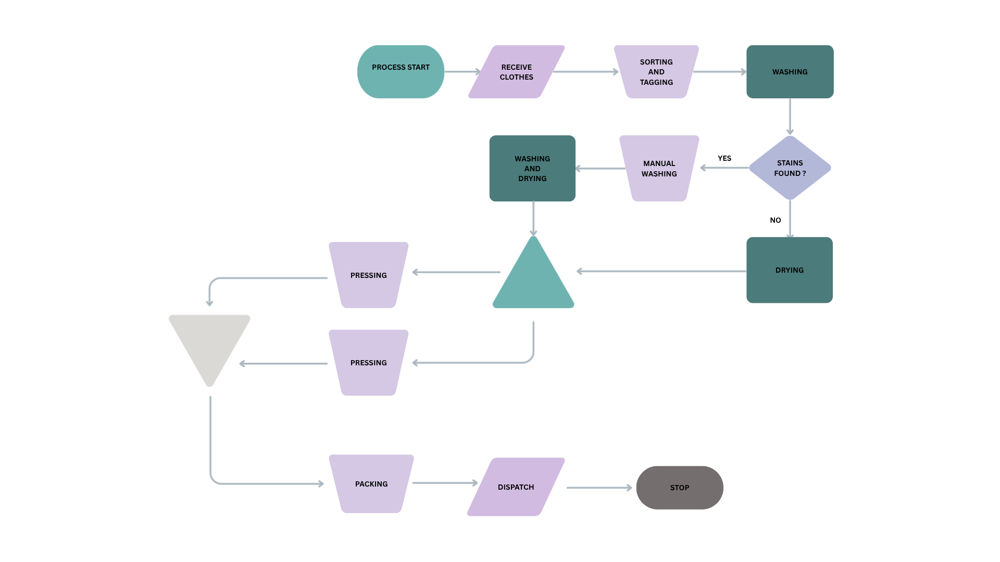 PROCESS START
RECEIVE
CLOTHES
SORTING
AND
TAGGING
WASHING
WASHING
AND
DRYING
MANUAL
WASHING
YES
STAINS
FOUND ?
NO
PRESSING
DRYING
PRESSING
PACKING
DISPATCH
STOP